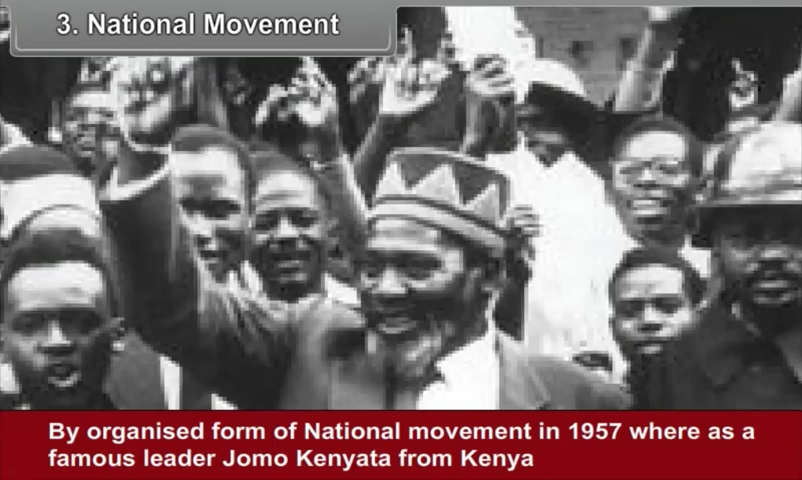 3. National Movement
By organised form of National movement in 1957 where as a
famous leader Jomo Kenyata from Kenya